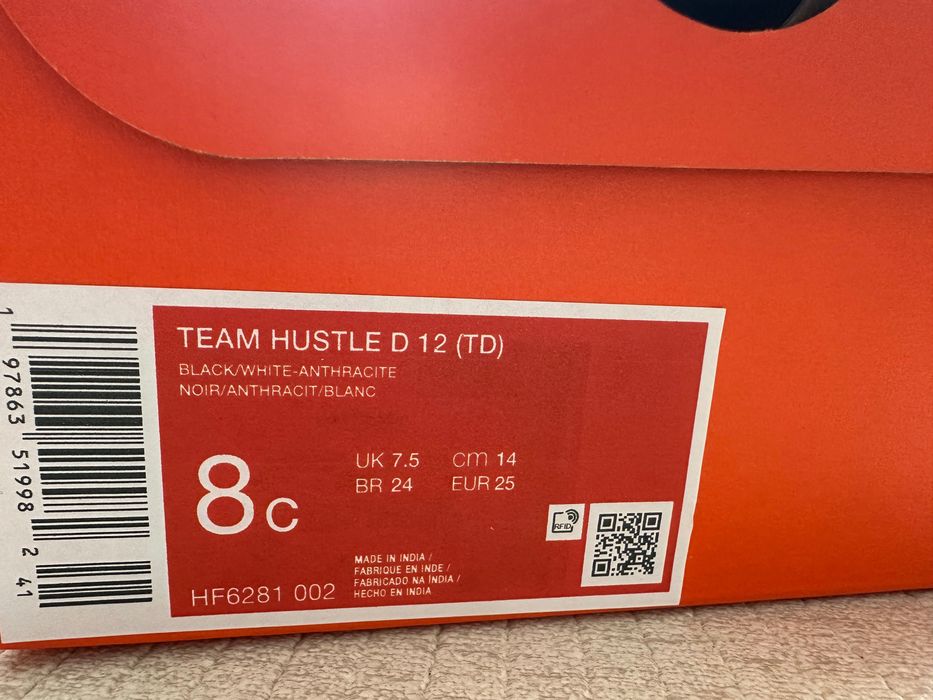 TEAM HUSTLE D 12 (TD)
BLACK/WHITE-ANTHRACITE
NOIR/ANTHRACIT/BLANC
8C
UK 7.5 cm 14
BR 24 EUR 25
RFID
MADE IN INDIA /
FABRIQUE EN INDE /
FABRICADO NA ÍNDIA /
HECHO EN INDIA
HF6281 002
1 97863 51998 2 41